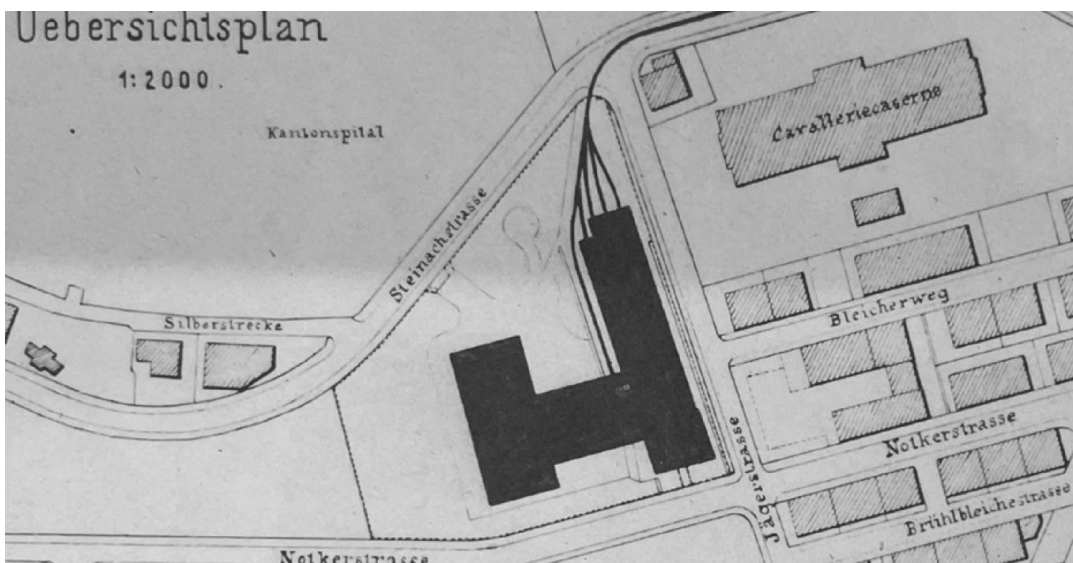 Uebersichtsplan
1:2000.
Kantonspital
Cavalleriecaserne
Steinachstrasse
Bleicherweg
Silberstrecke
Notkerstrasse
Jägerstrasse
Brühlbleichestrasse
Notkerstrasse